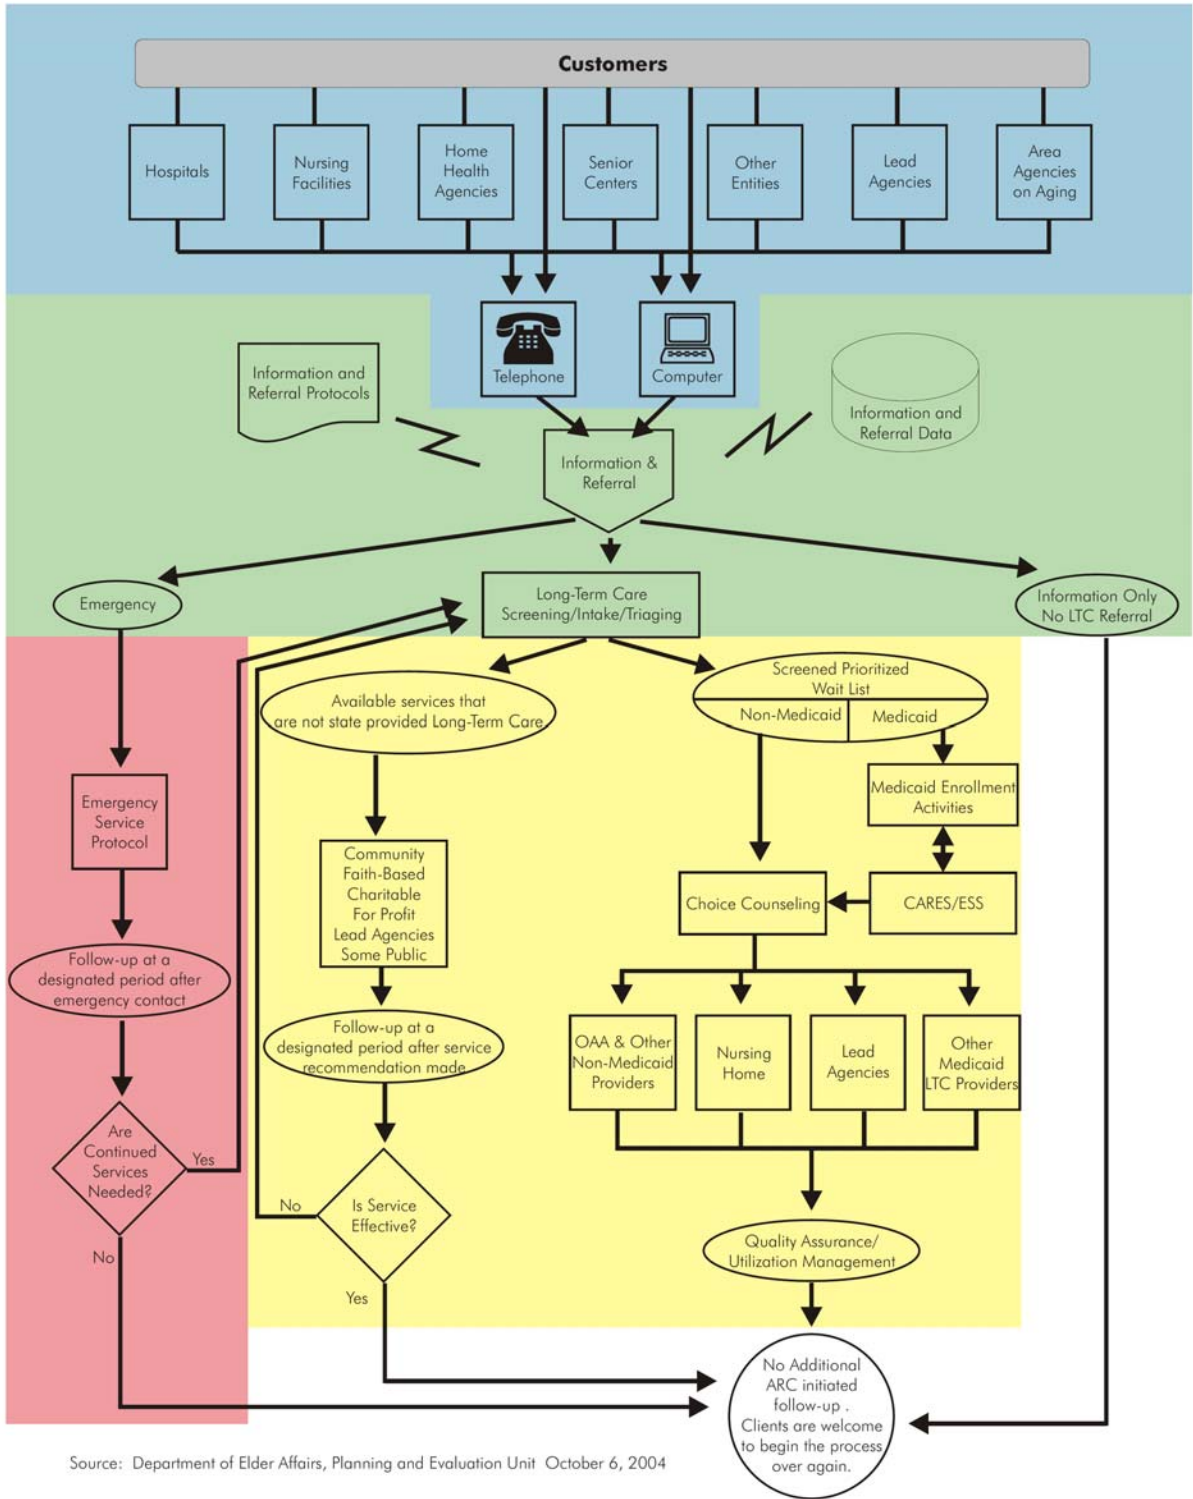 Customers
Hospitals
Nursing
Facilities
Home
Health
Agencies
Senior
Centers
Other
Entities
Lead
Agencies
Area
Agencies
on Aging
Telephone
Computer
Information and
Referral Protocols
Information and
Referral Data
Information &
Referral
Emergency
Long-Term Care
Screening/Intake/Triaging
Information Only
No LTC Referral
Available services that
are not state provided Long-Term Care
Screened Prioritized
Wait List
Non-Medicaid
Medicaid
Emergency
Service
Protocol
Medicaid Enrollment
Activities
Community
Faith-Based
Charitable
For Profit
Lead Agencies
Some Public
Choice Counseling
CARES/ESS
Follow-up at a
designated period after
emergency contact
Follow-up at a
designated period after service
recommendation made
OAA & Other
Non-Medicaid
Providers
Nursing
Home
Lead
Agencies
Other
Medicaid
LTC Providers
Are
Continued
Services
Needed?
Yes
No
Is Service
Effective?
No
Yes
Quality Assurance/
Utilization Management
No Additional
ARC initiated
follow-up .
Clients are welcome
to begin the process
over again.
Source: Department of Elder Affairs, Planning and Evaluation Unit October 6, 2004